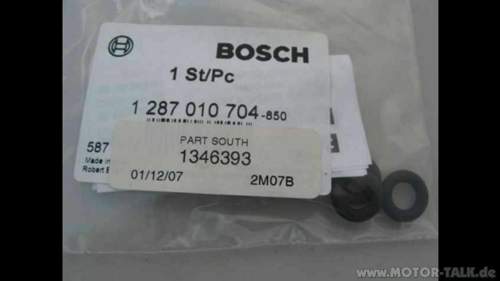 BOSCH
1 St/Pc
1 287 010 704-850
587
PART SOUTH
1346393
Made in
Robert B
01/12/07 2M07B
www.MOTOR-TALK.de